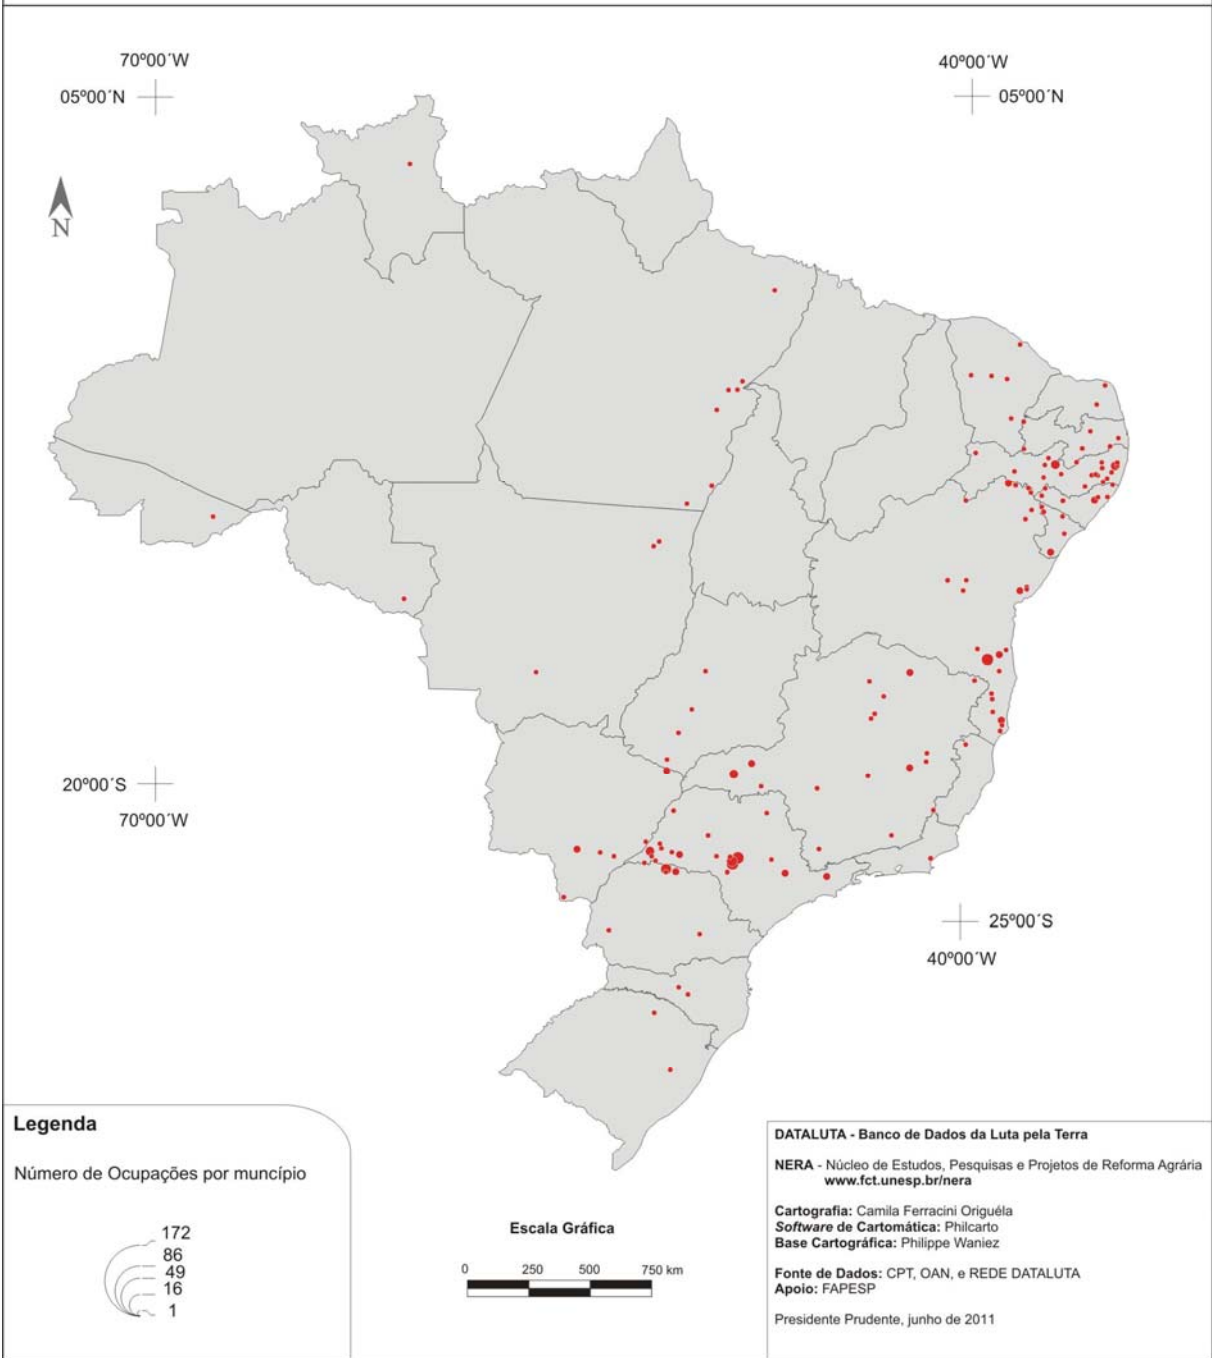 70º00´W
40º00´W
05º00´N
05º00´N
N
20º00´S
70º00´W
25º00´S
40º00´W
Legenda
Número de Ocupações por muncípio
172
86
49
16
1
Escala Gráfica
0 250 500 750 km
DATALUTA - Banco de Dados da Luta pela Terra
NERA - Núcleo de Estudos, Pesquisas e Projetos de Reforma Agrária
www.fct.unesp.br/nera
Cartografia: Camila Ferracini Origuéla
Software de Cartomática: Philcarto
Base Cartográfica: Philippe Waniez
Fonte de Dados: CPT, OAN, e REDE DATALUTA
Apoio: FAPESP
Presidente Prudente, junho de 2011